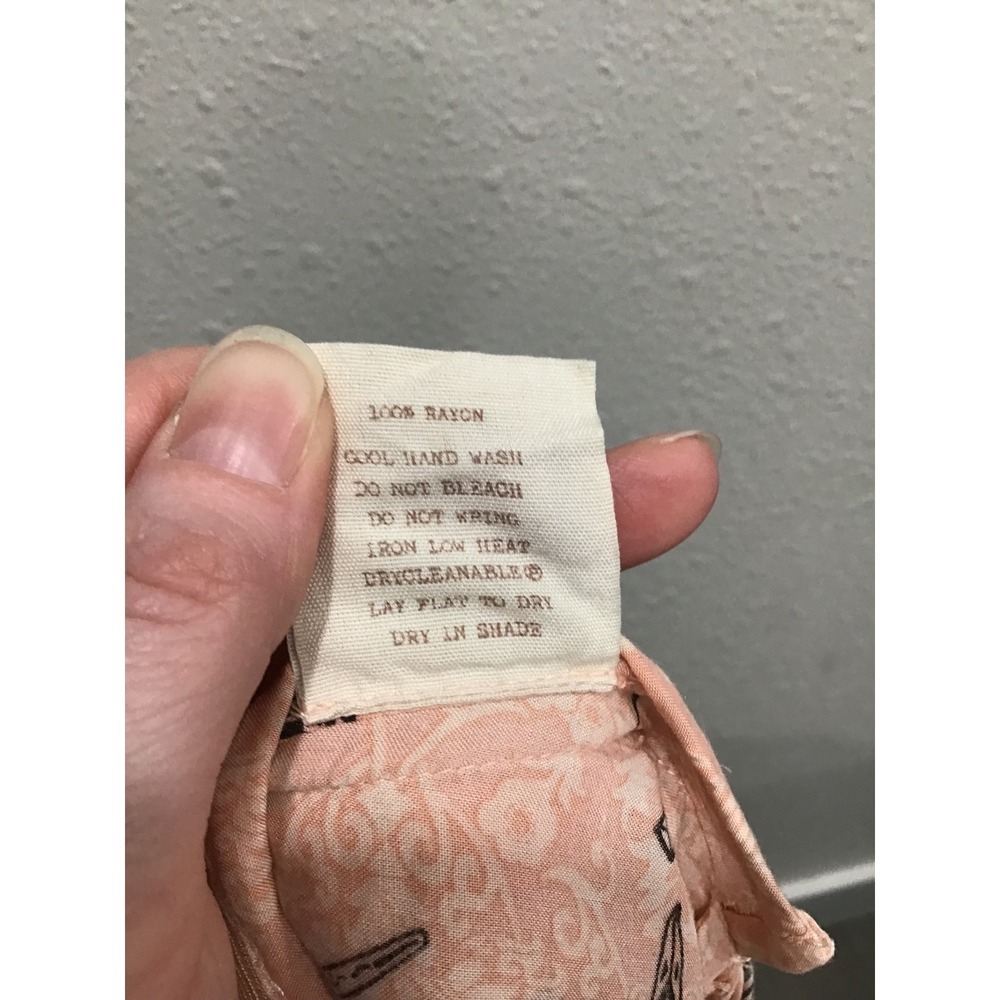 100% RAYON
COOL HAND WASH
DO NOT BLEACH
DO NOT WRING
IRON LOW HEAT
DRYCLEANABLE Ⓟ
LAY FLAT TO DRY
DRY IN SHADE